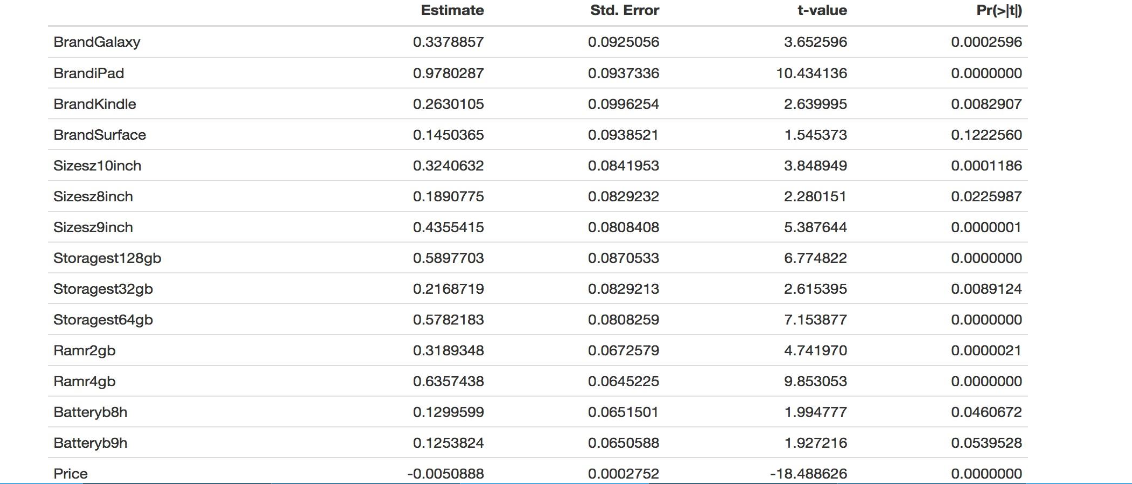 Estimate Std. Error t-value Pr(>|t|)
BrandGalaxy 0.3378857 0.0925056 3.652596 0.0002596
BrandiPad 0.9780287 0.0937336 10.434136 0.0000000
BrandKindle 0.2630105 0.0996254 2.639995 0.0082907
BrandSurface 0.1450365 0.0938521 1.545373 0.1222560
Sizesz10inch 0.3240632 0.0841953 3.848949 0.0001186
Sizesz8inch 0.1890775 0.0829232 2.280151 0.0225987
Sizesz9inch 0.4355415 0.0808408 5.387644 0.0000001
Storagest128gb 0.5897703 0.0870533 6.774822 0.0000000
Storagest32gb 0.2168719 0.0829213 2.615395 0.0089124
Storagest64gb 0.5782183 0.0808259 7.153877 0.0000000
Ramr2gb 0.3189348 0.0672579 4.741970 0.0000021
Ramr4gb 0.6357438 0.0645225 9.853053 0.0000000
Batteryb8h 0.1299599 0.0651501 1.994777 0.0460672
Batteryb9h 0.1253824 0.0650588 1.927216 0.0539528
Price -0.0050888 0.0002752 -18.488626 0.0000000